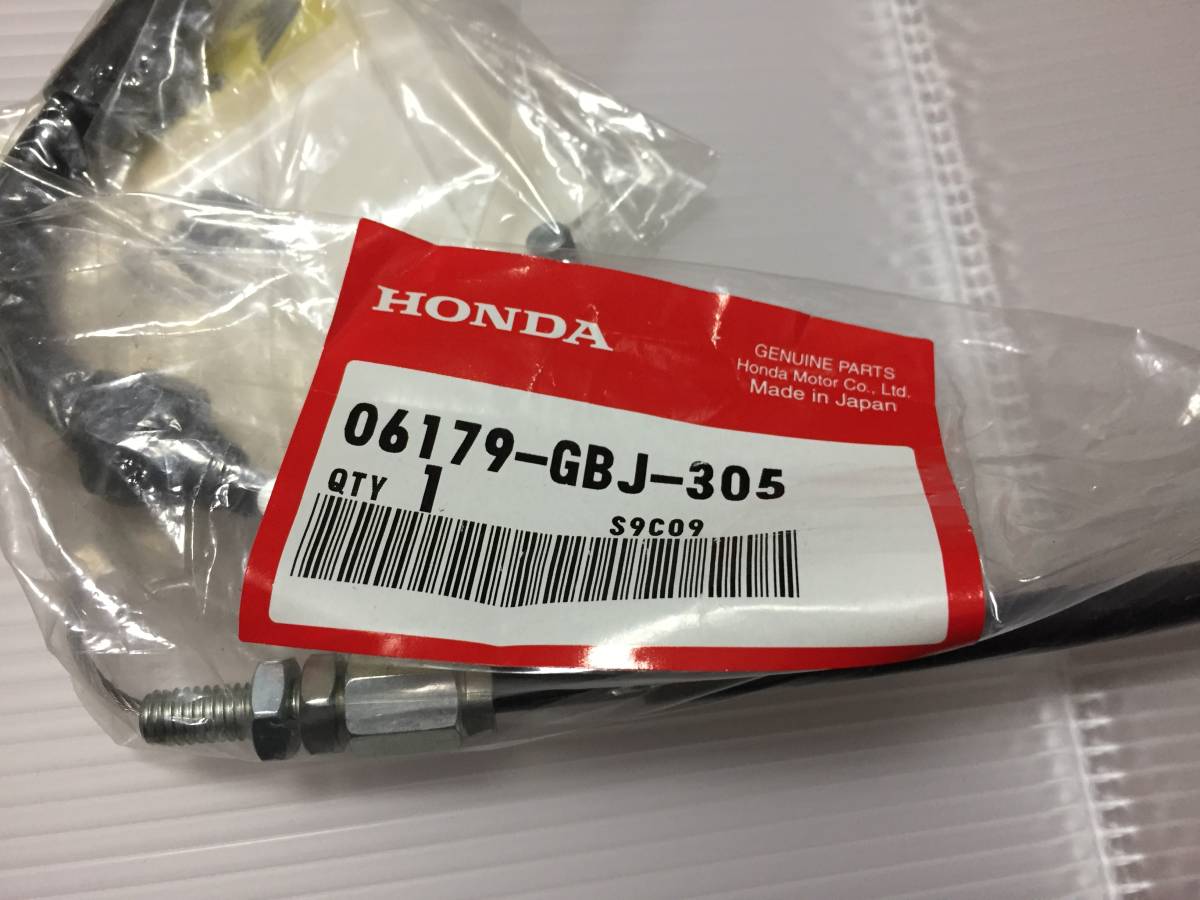 HONDA
GENUINE PARTS
Honda Motor Co., Ltd.
Made in Japan
06179-GBJ-305
QTY 1
S9C09